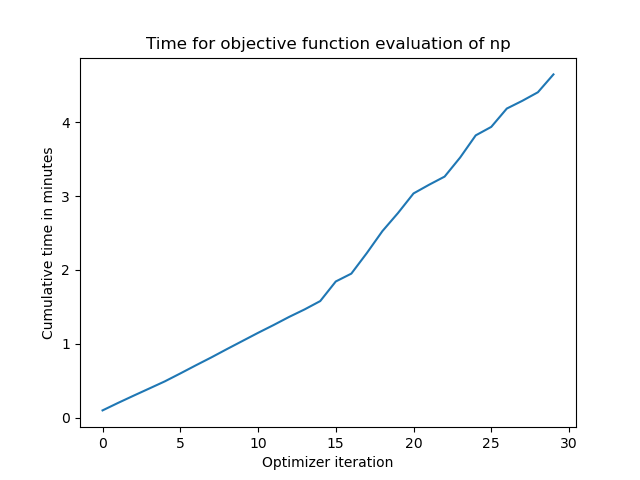 Time for objective function evaluation of np
Cumulative time in minutes
4
3
2
1
0
0 5 10 15 20 25 30
Optimizer iteration